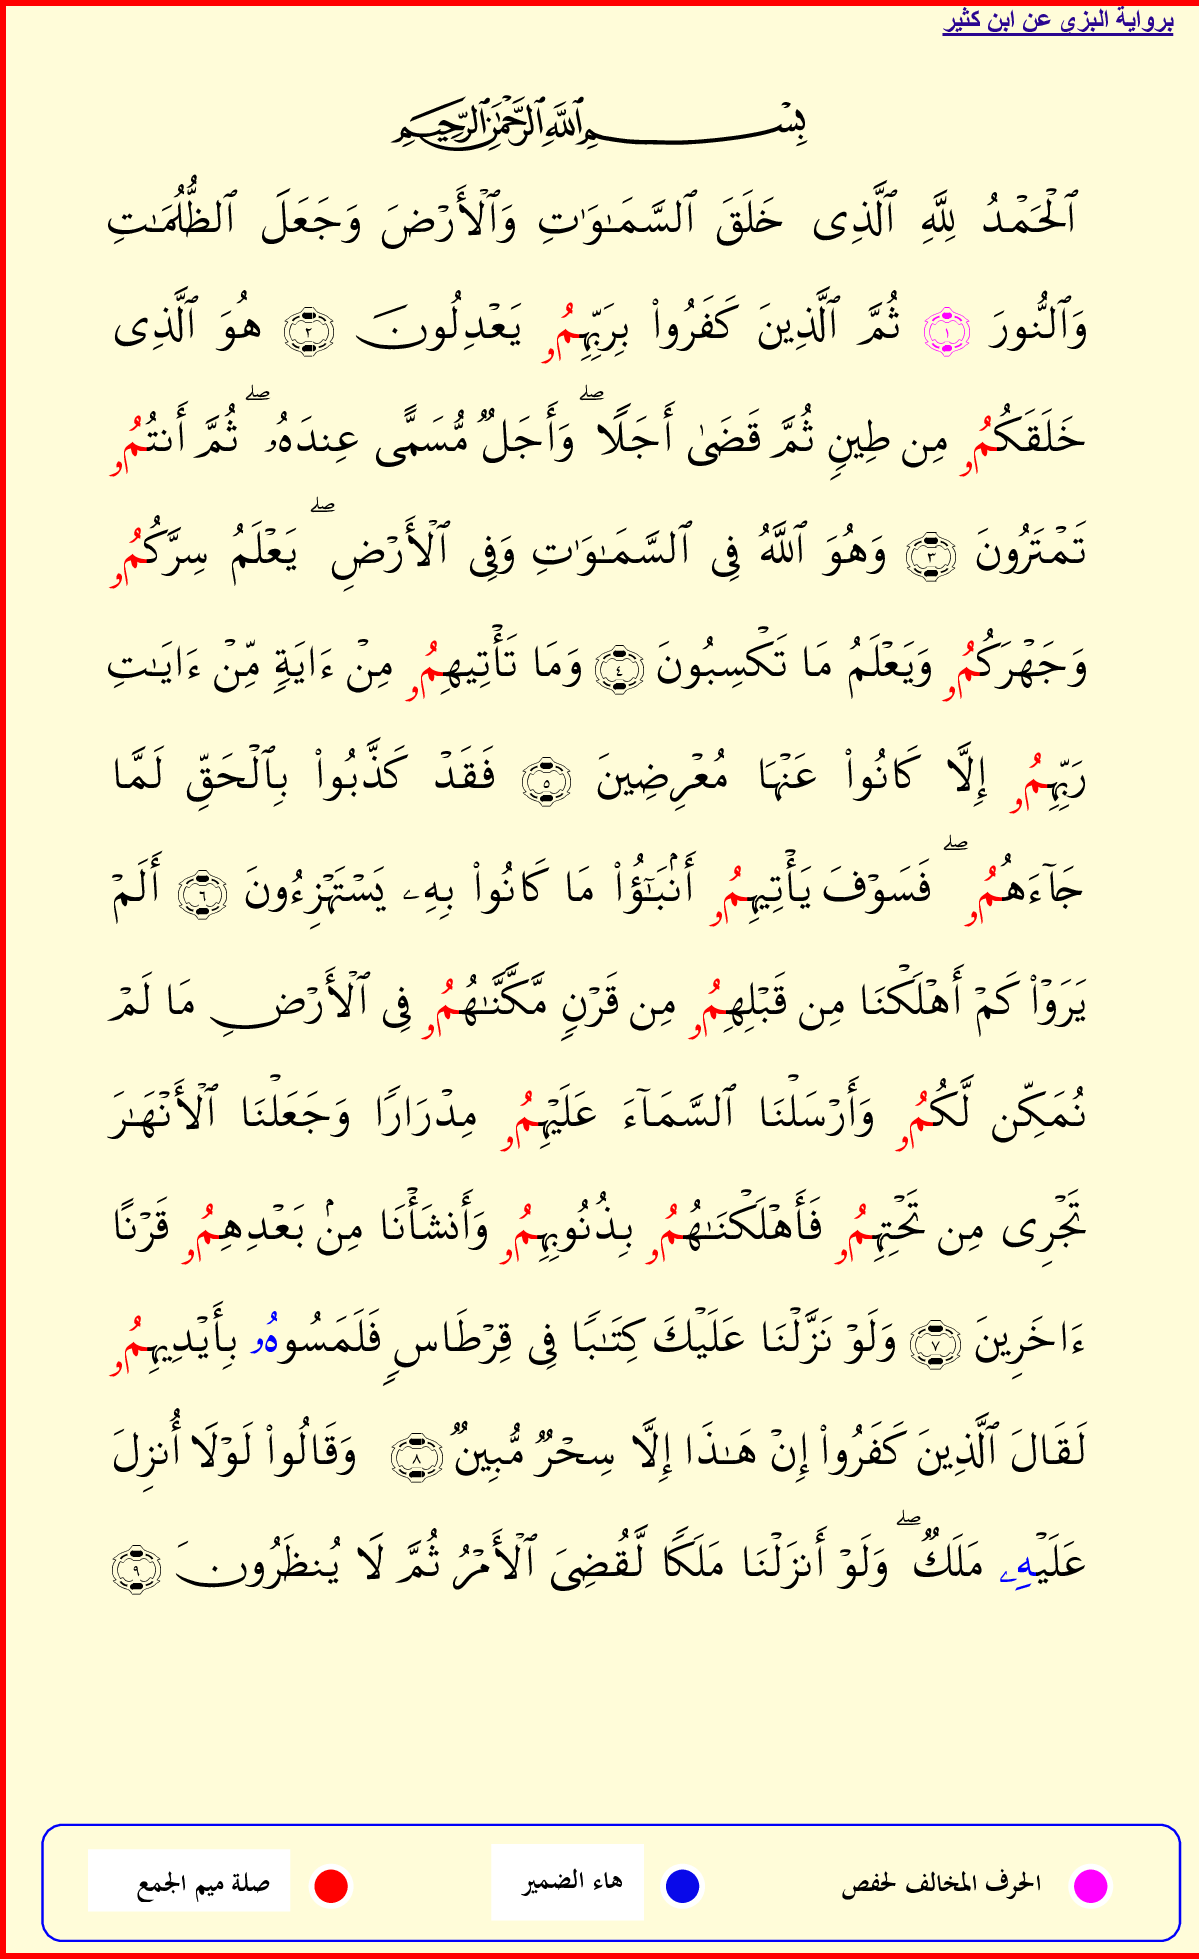 برواية البزى عن ابن كثير
بِسْمِ ٱللَّهِ ٱلرَّحْمَٰنِ ٱلرَّحِيمِ
ٱلْحَمْدُ لِلَّهِ ٱلَّذِى خَلَقَ ٱلسَّمَـٰوَٰتِ وَٱلْأَرْضَ وَجَعَلَ ٱلظُّلُمَـٰتِ
وَٱلنُّورَ ١ ثُمَّ ٱلَّذِينَ كَفَرُوا۟ بِرَبِّهِمُۥ يَعْدِلُونَ ٢ هُوَ ٱلَّذِى
خَلَقَكُمُۥ مِن طِينٍ ثُمَّ قَضَىٰ أَجَلًا ۖ وَأَجَلٌ مُّسَمًّى عِندَهُۥ ۖ ثُمَّ أَنتُمُۥ
تَمْتَرُونَ ٣ وَهُوَ ٱللَّهُ فِى ٱلسَّمَـٰوَٰتِ وَفِى ٱلْأَرْضِ ۖ يَعْلَمُ سِرَّكُمُۥ
وَجَهْرَكُمُۥ وَيَعْلَمُ مَا تَكْسِبُونَ ٤ وَمَا تَأْتِيهِمُۥ مِنْ ءَايَةٍ مِّنْ ءَايَـٰتِ
رَبِّهِمُۥ إِلَّا كَانُوا۟ عَنْهَا مُعْرِضِينَ ٥ فَقَدْ كَذَّبُوا۟ بِٱلْحَقِّ لَمَّا
جَآءَهُمُۥ ۖ فَسَوْفَ يَأْتِيهِمُۥ أَنۢبَـٰٓؤُا۟ مَا كَانُوا۟ بِهِۦ يَسْتَهْزِءُونَ ٦ أَلَمْ
يَرَوْا۟ كَمْ أَهْلَكْنَا مِن قَبْلِهِمُۥ مِن قَرْنٍ مَّكَّنَّـٰهُمُۥ فِى ٱلْأَرْضِ مَا لَمْ
نُمَكِّن لَّكُمُۥ وَأَرْسَلْنَا ٱلسَّمَآءَ عَلَيْهِمُۥ مِدْرَارًا وَجَعَلْنَا ٱلْأَنْهَـٰرَ
تَجْرِى مِن تَحْتِهِمُۥ فَأَهْلَكْنَـٰهُمُۥ بِذُنُوبِهِمُۥ وَأَنشَأْنَا مِنۢ بَعْدِهِمُۥ قَرْنًا
ءَاخَرِينَ ٧ وَلَوْ نَزَّلْنَا عَلَيْكَ كِتَـٰبًا فِى قِرْطَاسٍ فَلَمَسُوهُۥ بِأَيْدِيهِمُۥ
لَقَالَ ٱلَّذِينَ كَفَرُوا۟ إِنْ هَـٰذَا إِلَّا سِحْرٌ مُّبِينٌ ٨ وَقَالُوا۟ لَوْلَا أُنزِلَ
عَلَيْهِۦ مَلَكٌ ۖ وَلَوْ أَنزَلْنَا مَلَكًا لَّقُضِىَ ٱلْأَمْرُ ثُمَّ لَا يُنظَرُونَ ٩
الحرف المخالف لحفص هاء الضمير صلة ميم الجمع